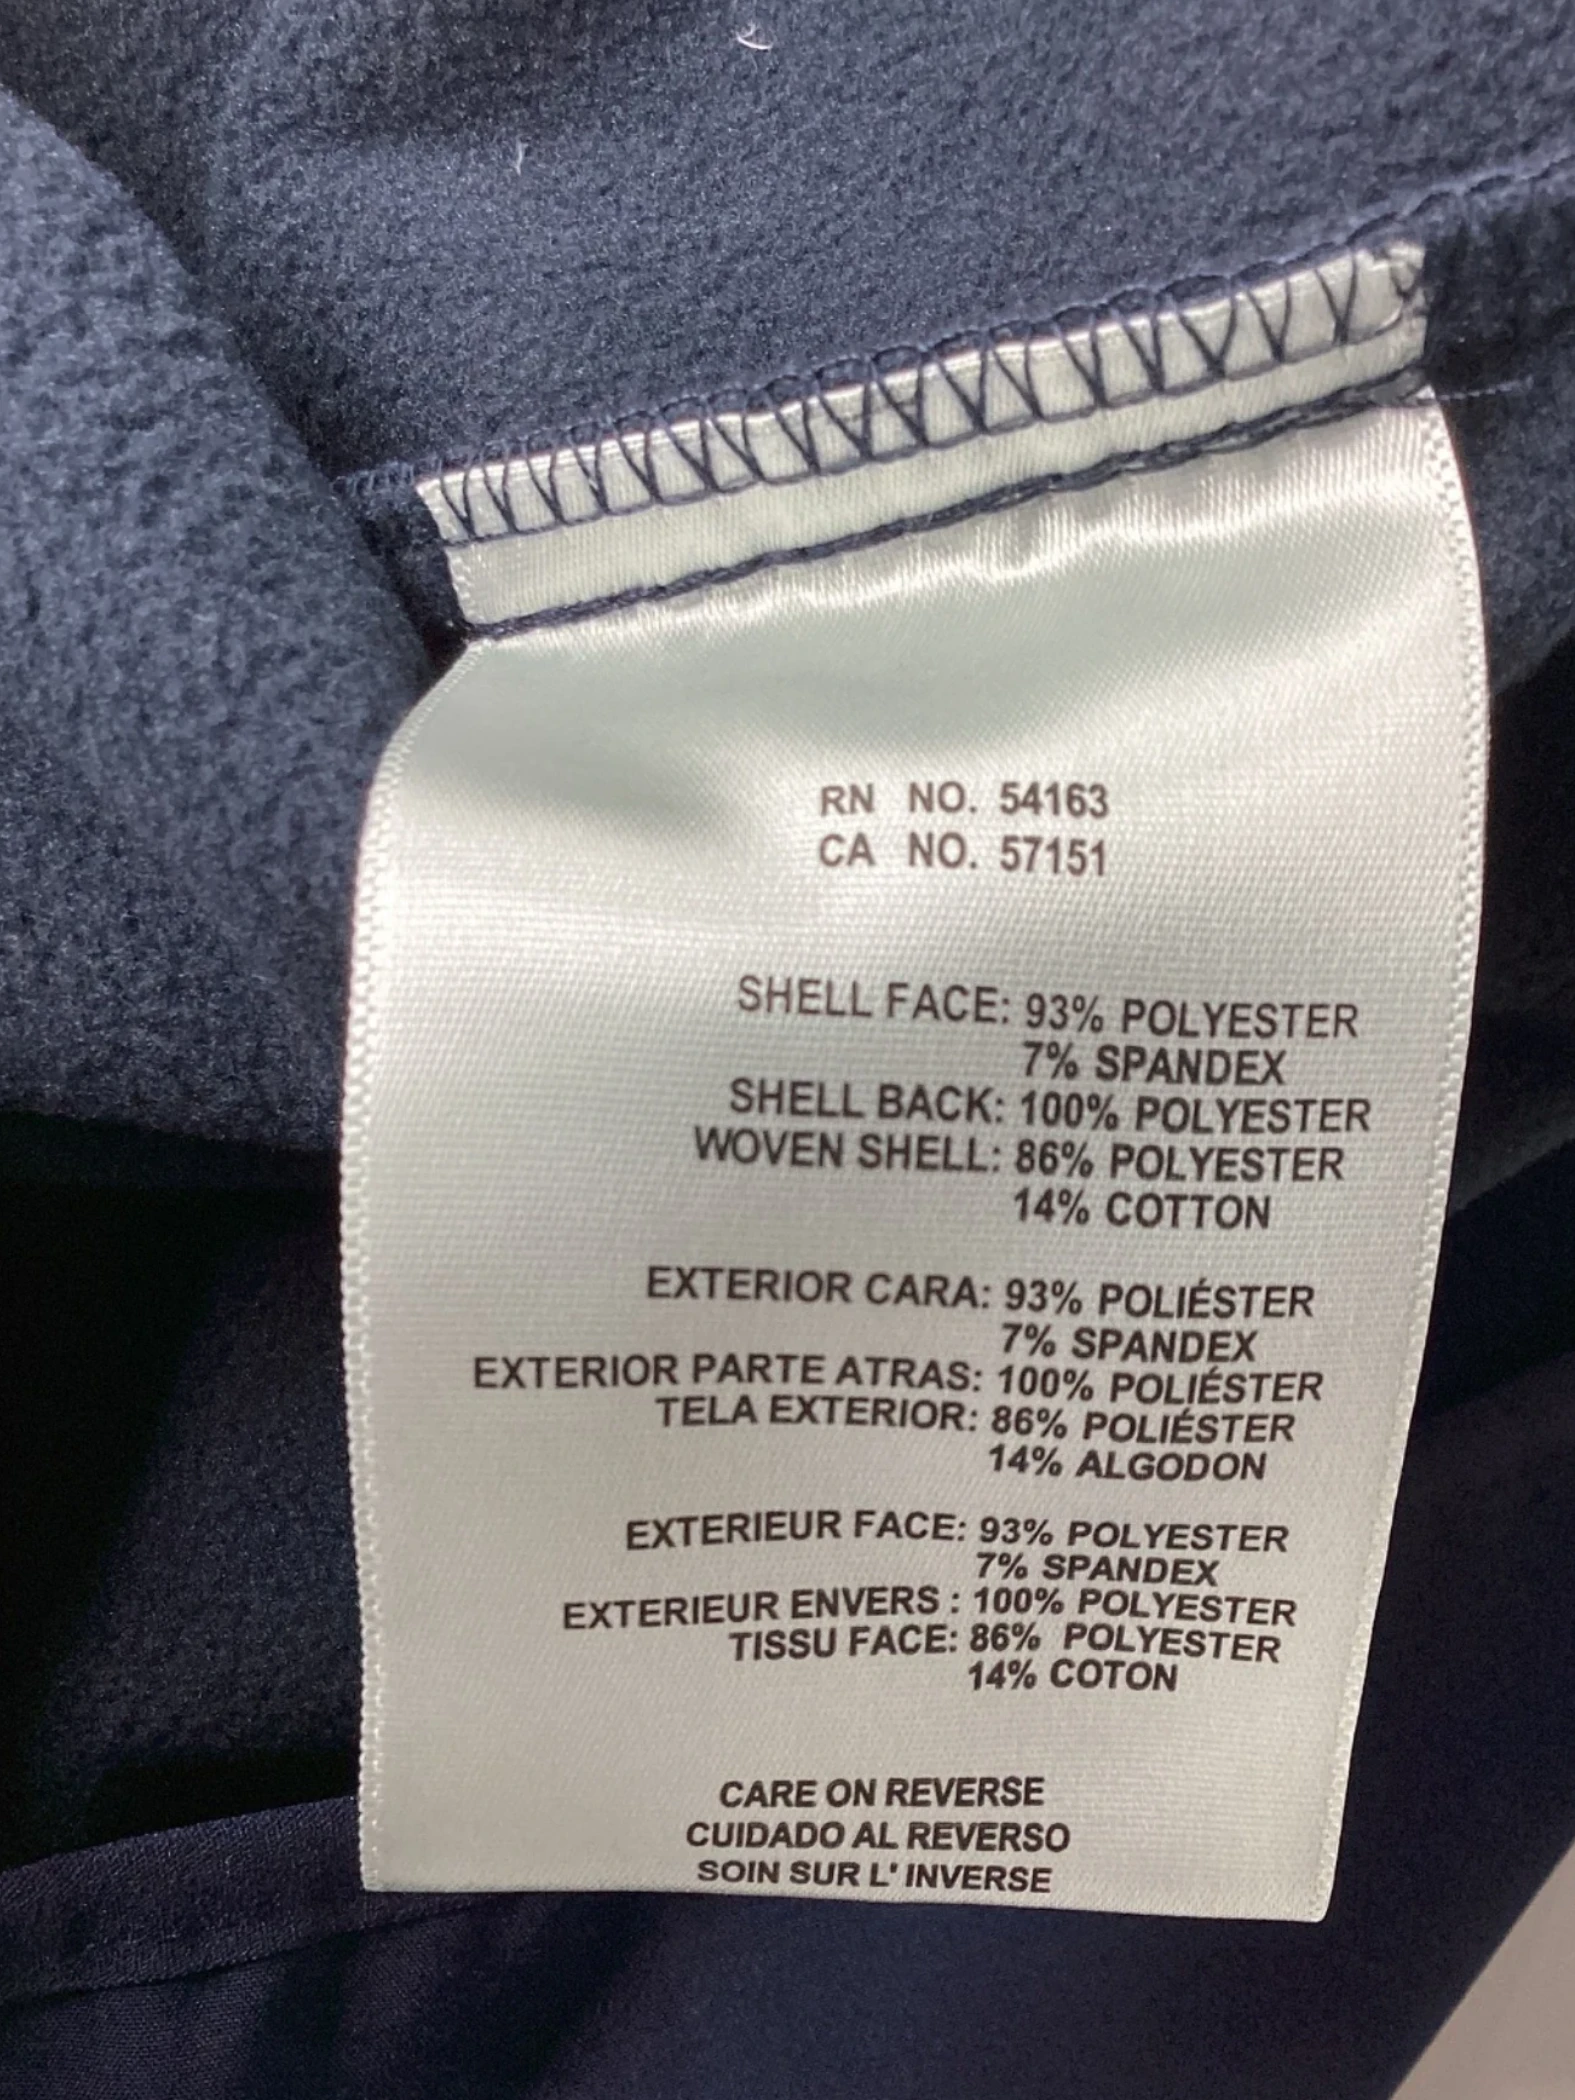 RN NO. 54163
CA NO. 57151
SHELL FACE: 93% POLYESTER
7% SPANDEX
SHELL BACK: 100% POLYESTER
WOVEN SHELL: 86% POLYESTER
14% COTTON
EXTERIOR CARA: 93% POLIÉSTER
7% SPANDEX
EXTERIOR PARTE ATRAS: 100% POLIÉSTER
TELA EXTERIOR: 86% POLIÉSTER
14% ALGODON
EXTERIEUR FACE: 93% POLYESTER
7% SPANDEX
EXTERIEUR ENVERS : 100% POLYESTER
TISSU FACE: 86% POLYESTER
14% COTON
CARE ON REVERSE
CUIDADO AL REVERSO
SOIN SUR L' INVERSE